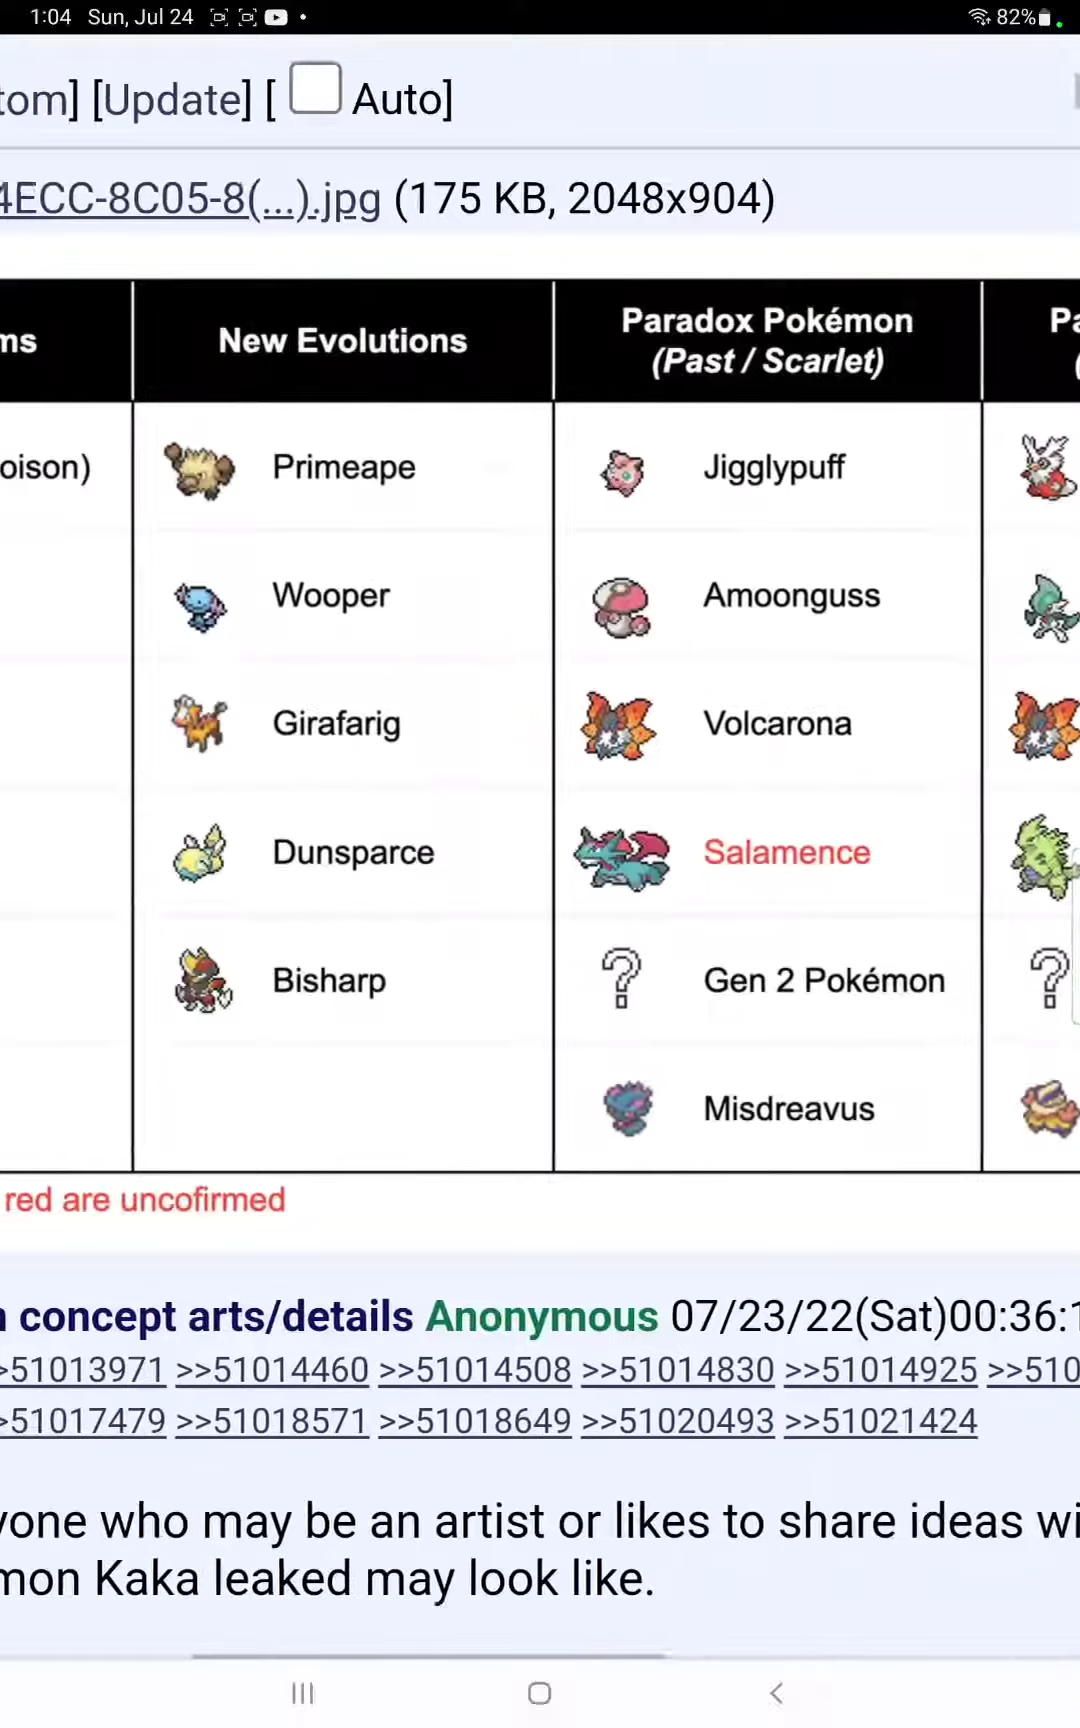 1:04 Sun, Jul 24 82%
tom] [Update] [ Auto]
4ECC-8C05-8(...).jpg (175 KB, 2048x904)
ms New Evolutions Paradox Pokémon (Past / Scarlet) Pa (
oison) Primeape Jigglypuff
Wooper Amoonguss
Girafarig Volcarona
Dunsparce Salamence
Bisharp ? Gen 2 Pokémon ?
Misdreavus
red are uncofirmed
concept arts/details Anonymous 07/23/22(Sat)00:36:1
>51013971 >>51014460 >>51014508 >>51014830 >>51014925 >>510
>51017479 >>51018571 >>51018649 >>51020493 >>51021424
yone who may be an artist or likes to share ideas wi
mon Kaka leaked may look like.